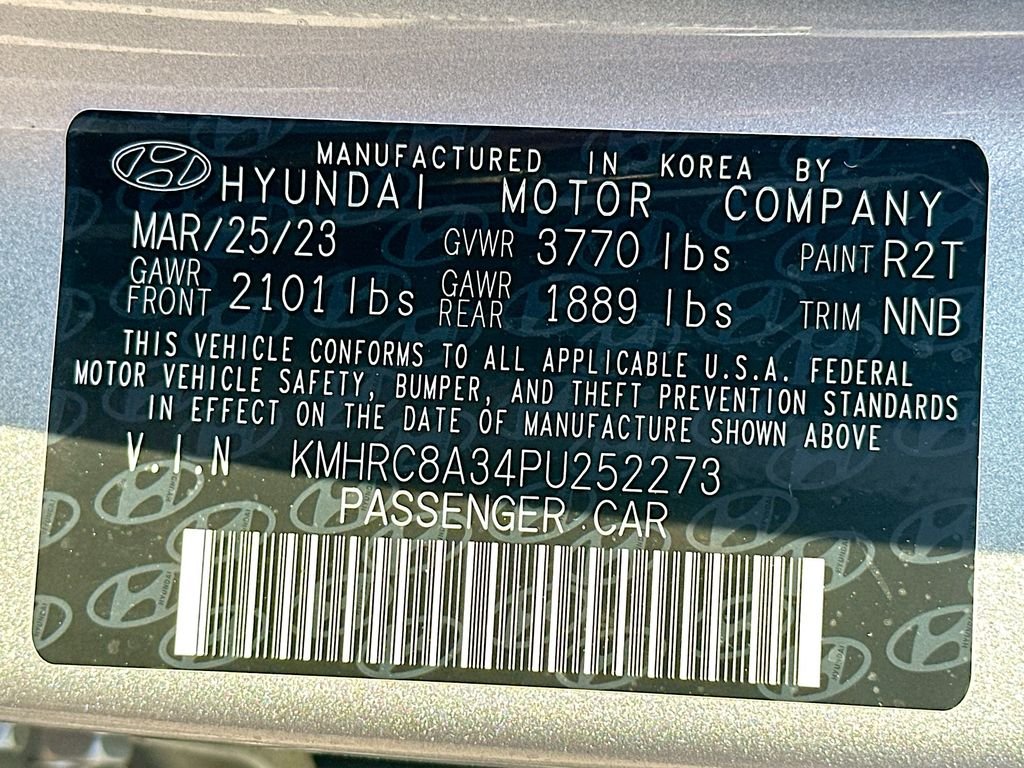 MANUFACTURED IN KOREA BY
HYUNDAI MOTOR COMPANY
MAR/25/23 GVWR 3770 lbs PAINT R2T
GAWR FRONT 2101 lbs GAWR REAR 1889 lbs TRIM NNB
THIS VEHICLE CONFORMS TO ALL APPLICABLE U.S.A. FEDERAL
MOTOR VEHICLE SAFETY, BUMPER, AND THEFT PREVENTION STANDARDS
IN EFFECT ON THE DATE OF MANUFACTURE SHOWN ABOVE
V.I.N KMHRC8A34PU252273
PASSENGER CAR